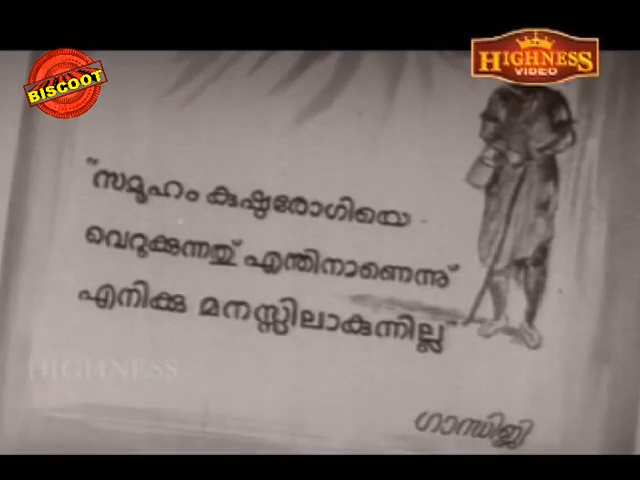 BISCOOT
HIGHNESS
VIDEO
"സമൂഹം കുഷ്ഠരോഗിയെ
വെറുക്കുന്നതു് എന്തിനാണെന്നു്
എനിക്കു മനസ്സിലാകുന്നില്ല"
HIGHNESS
ഗാന്ധിജി